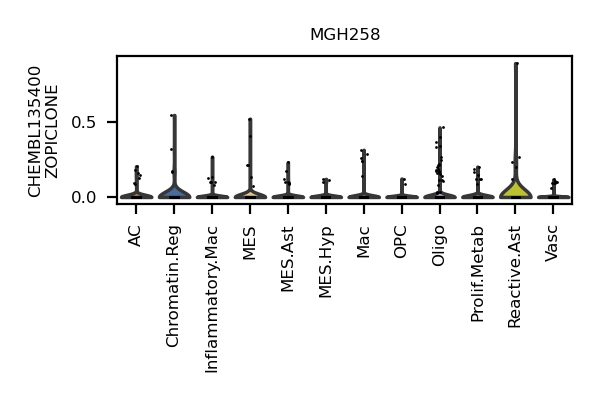 MGH258
CHEMBL135400
ZOPICLONE
0.5
0.0
AC
Chromatin.Reg
Inflammatory.Mac
MES
MES.Ast
MES.Hyp
Mac
OPC
Oligo
Prolif.Metab
Reactive.Ast
Vasc